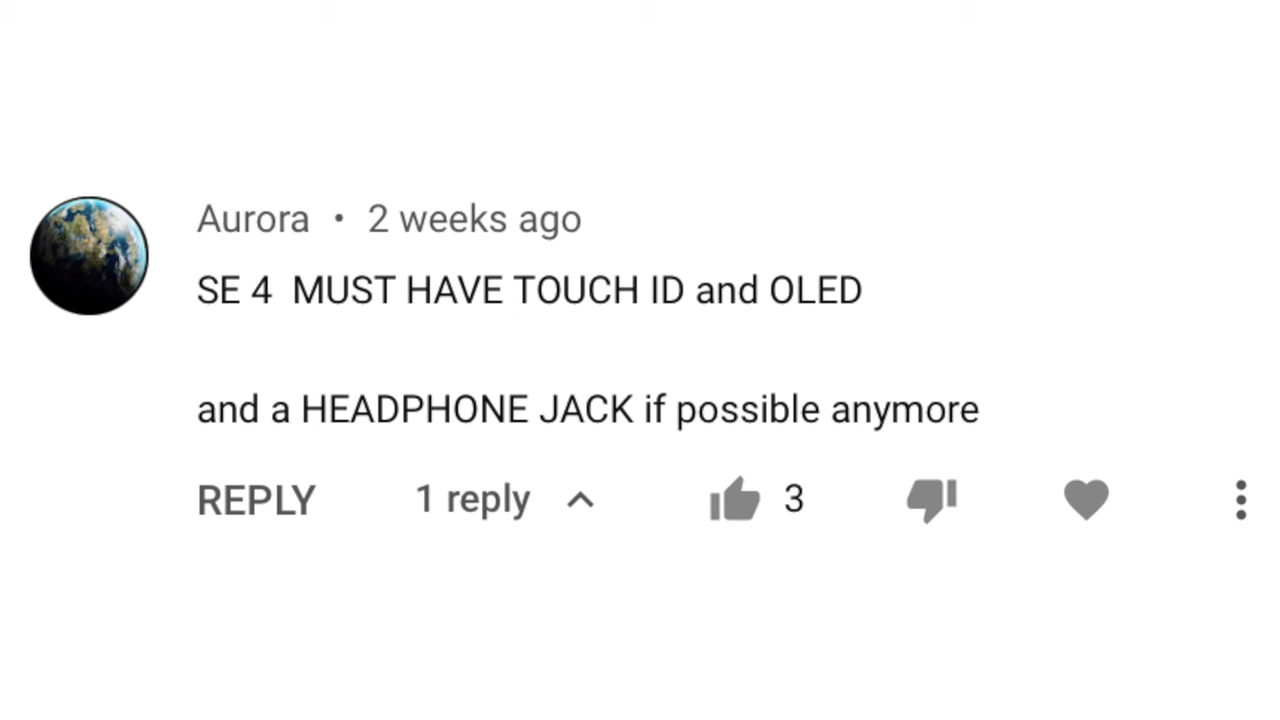 Aurora • 2 weeks ago
SE 4  MUST HAVE TOUCH ID and OLED
and a HEADPHONE JACK if possible anymore
REPLY 1 reply 3